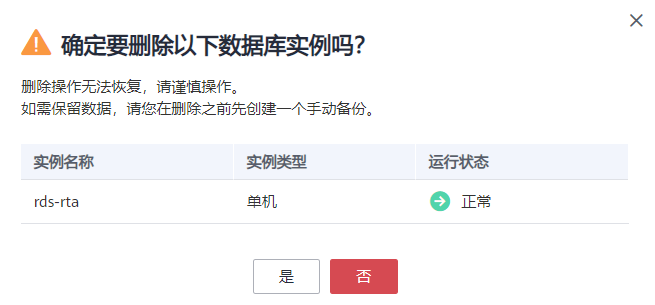 确定要删除以下数据库实例吗？
删除操作无法恢复，请谨慎操作。
如需保留数据，请您在删除之前先创建一个手动备份。
实例名称 实例类型 运行状态
rds-rta 单机 正常
是 否